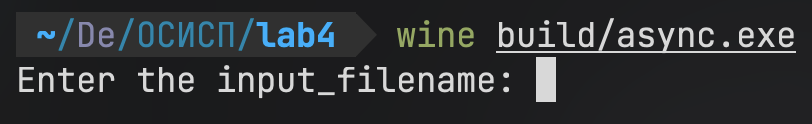 ~/De/ОСИСП/lab4 wine build/async.exe
Enter the input_filename: